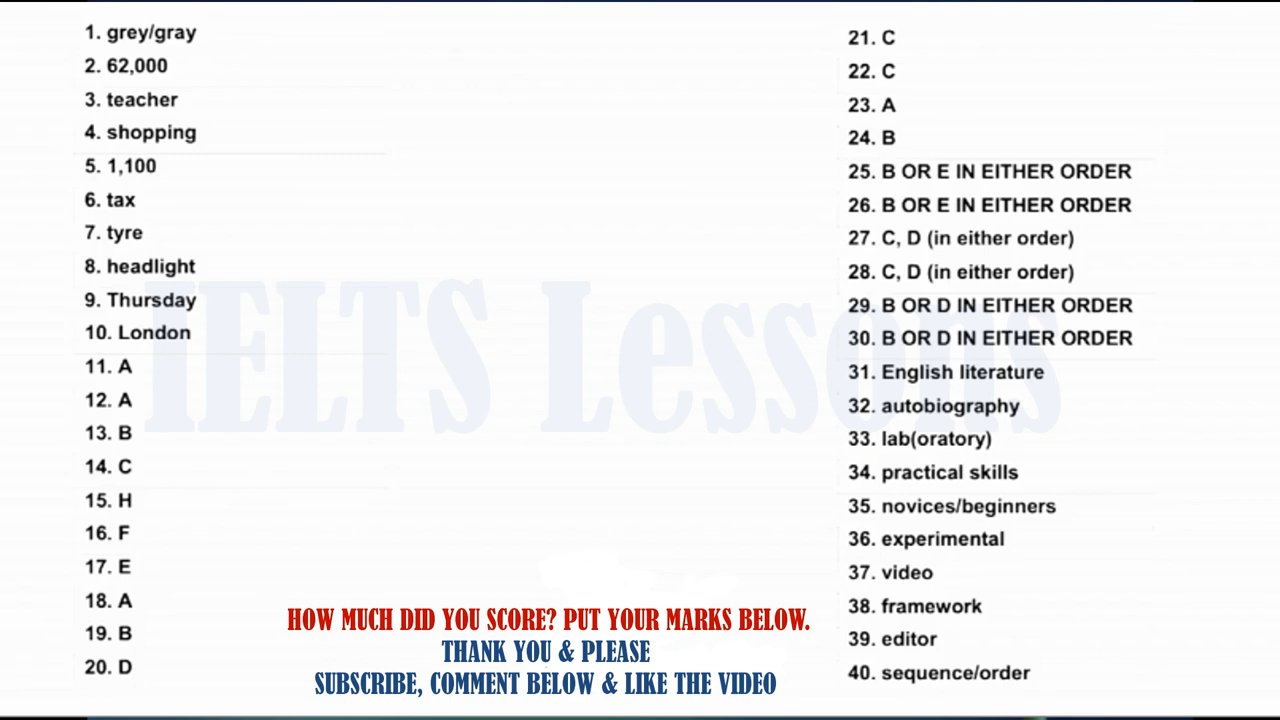 1. grey/gray
2. 62,000
3. teacher
4. shopping
5. 1,100
6. tax
7. tyre
8. headlight
9. Thursday
10. London
11. A
12. A
13. B
14. C
15. H
16. F
17. E
18. A
19. B
20. D
21. C
22. C
23. A
24. B
25. B OR E IN EITHER ORDER
26. B OR E IN EITHER ORDER
27. C, D (in either order)
28. C, D (in either order)
29. B OR D IN EITHER ORDER
30. B OR D IN EITHER ORDER
31. English literature
32. autobiography
33. lab(oratory)
34. practical skills
35. novices/beginners
36. experimental
37. video
38. framework
39. editor
40. sequence/order
IELTS Lessons
HOW MUCH DID YOU SCORE? PUT YOUR MARKS BELOW.
THANK YOU & PLEASE
SUBSCRIBE, COMMENT BELOW & LIKE THE VIDEO